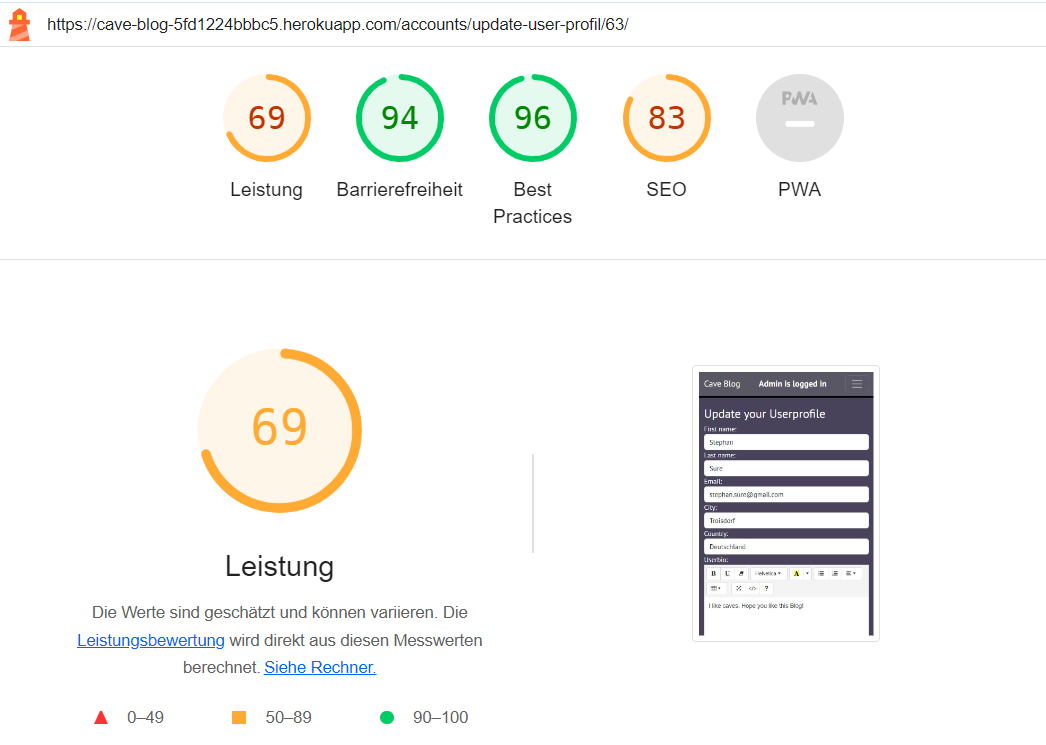 https://cave-blog-5fd1224bbbc5.herokuapp.com/accounts/update-user-profil/63/
69 94 96 83 PWA
Leistung Barrierefreiheit Best Practices SEO PWA
69
Leistung
Die Werte sind geschätzt und können variieren. Die
Leistungsbewertung wird direkt aus diesen Messwerten
berechnet. Siehe Rechner.
0–49 50–89 90–100
Cave Blog Admin is logged in
Update your Userprofile
First name:
Stephan
Last name:
Sure
Email:
stephan.sure@gmail.com
City:
Troisdorf
Country:
Deutschland
Userbio:
B U Helvetica A
</> ?
I like caves. Hope you like this Blog!